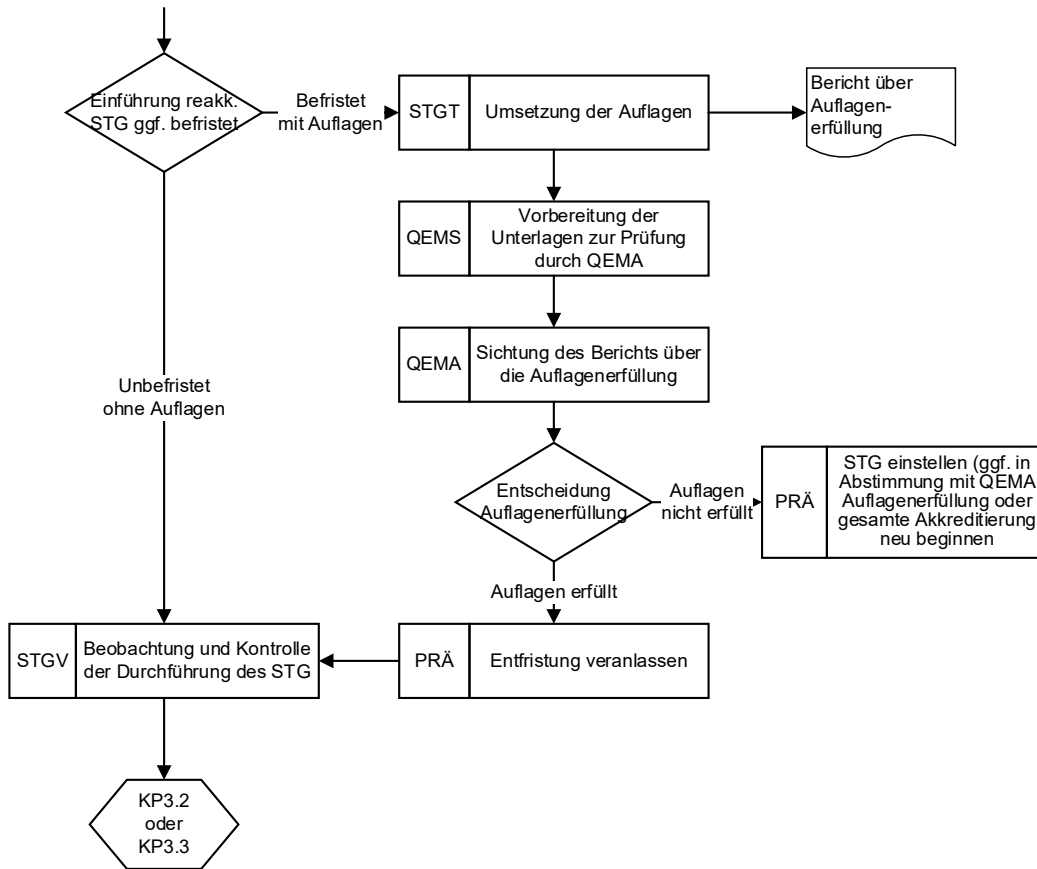 Einführung reakk.
STG ggf. befristet
Befristet
mit Auflagen
STGT
Umsetzung der Auflagen
Bericht über
Auflagen-
erfüllung
QEMS
Vorbereitung der
Unterlagen zur Prüfung
durch QEMA
QEMA
Sichtung des Berichts über
die Auflagenerfüllung
Unbefristet
ohne Auflagen
Entscheidung
Auflagenerfüllung
Auflagen
nicht erfüllt
PRÄ
STG einstellen (ggf. in
Abstimmung mit QEMA
Auflagenerfüllung oder
gesamte Akkreditierung
neu beginnen
Auflagen erfüllt
STGV
Beobachtung und Kontrolle
der Durchführung des STG
PRÄ
Entfristung veranlassen
KP3.2
oder
KP3.3